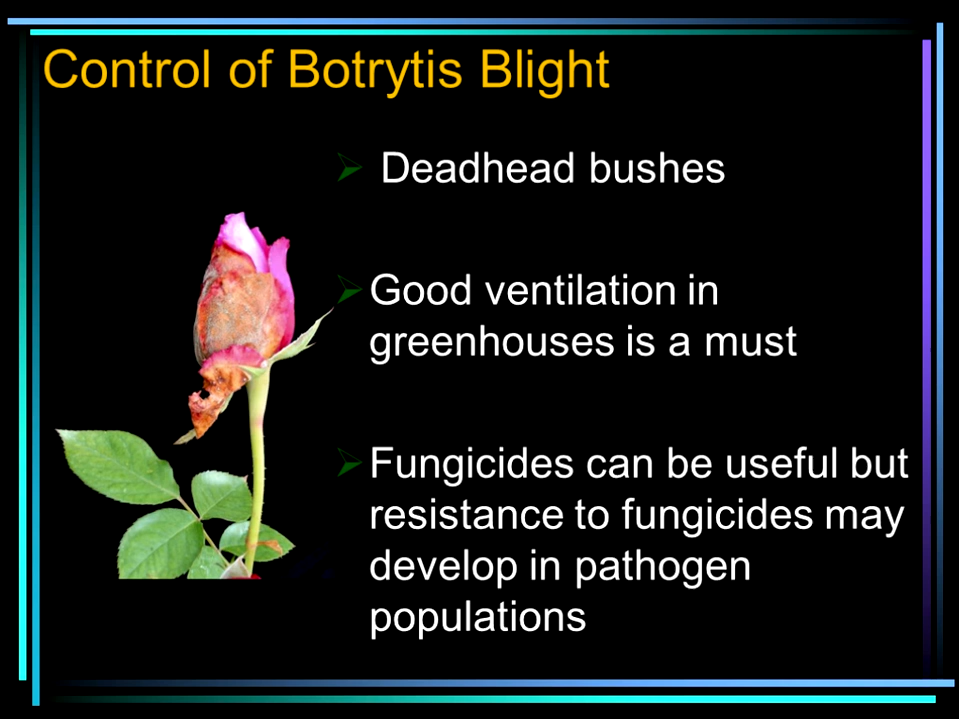 Control of Botrytis Blight
Deadhead bushes
Good ventilation in
greenhouses is a must
Fungicides can be useful but
resistance to fungicides may
develop in pathogen
populations